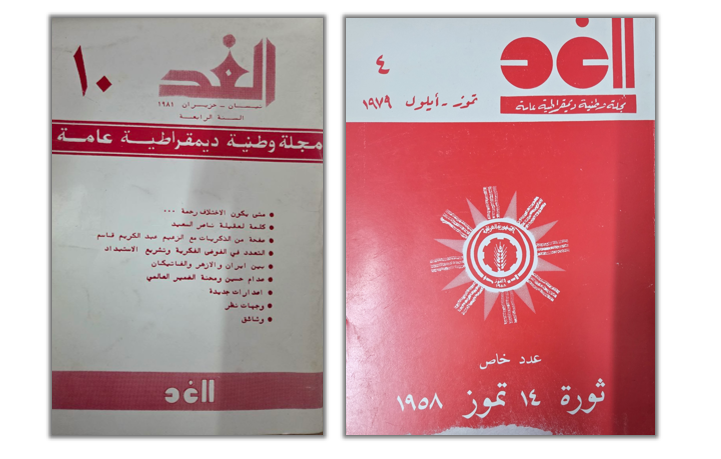 ١٠
الغد
نيسان - حزيران ١٩٨١
السنة الرابعة
مجلة وطنية ديمقراطية عامة
متى يكون الاختلاف رحمة ...
كلمة لعقيلة ناصر السعيد
صفحة من الذكريات مع الزعيم عبد الكريم قاسم
التعدد في الفوضى الفكرية وتشريع الاستبداد
بين ايران والازهر والفاتيكان
صدام حسين ومحنة الضمير العالمي
اصدارات جديدة
وجهات نظر
وثائق
الغد
الغد
مجلة وطنية ديمقراطية عامة
٤
تموز - أيلول ١٩٧٩
عدد خاص
ثورة ١٤ تموز ١٩٥٨